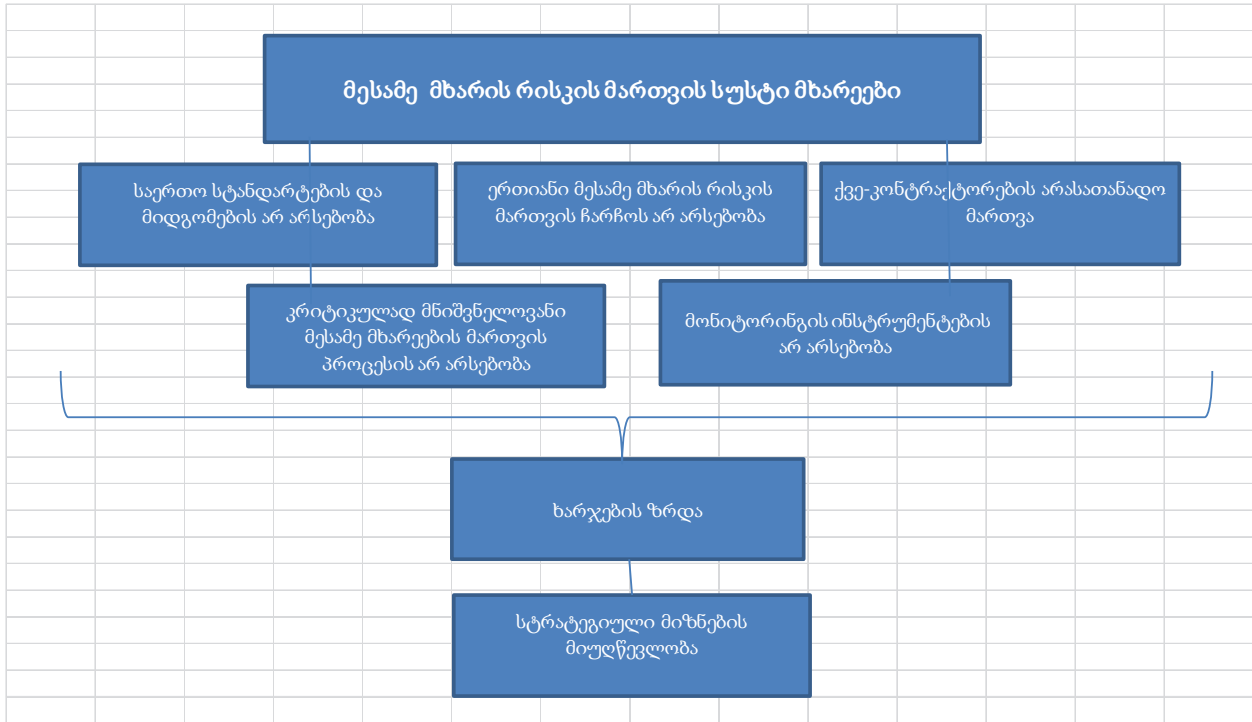 მესამე მხარის რისკის მართვის სუსტი მხარეები
საერთო სტანდარტების და
მიდგომების არ არსებობა
ერთიანი მესამე მხარის რისკის
მართვის ჩარჩოს არ არსებობა
ქვე-კონტრაქტორების არასათანადო
მართვა
კრიტიკულად მნიშვნელოვანი
მესამე მხარეების მართვის
პროცესის არ არსებობა
მონიტორინგის ინსტრუმენტების
არ არსებობა
ხარჯების ზრდა
სტრატეგიული მიზნების
მიუღწევლობა